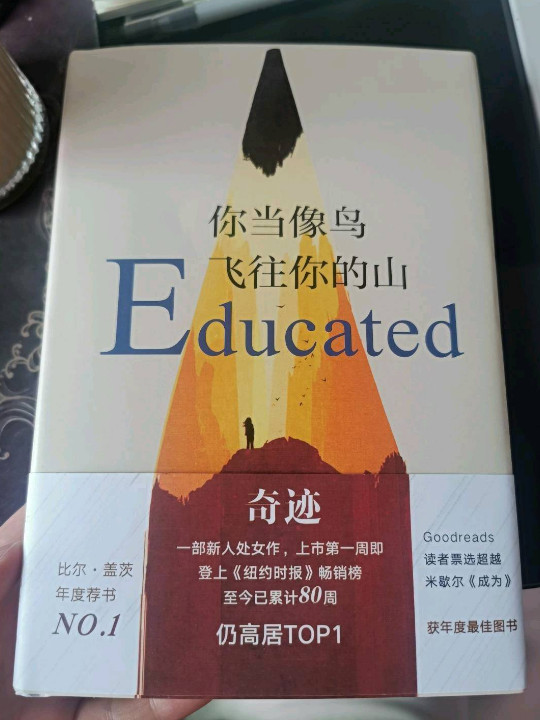 你当像鸟
飞往你的山
Educated
奇迹
一部新人处女作，上市第一周即
登上《纽约时报》畅销榜
至今已累计80周
仍高居TOP1
比尔·盖茨
年度荐书
NO.1
Goodreads
读者票选超越
米歇尔《成为》
获年度最佳图书